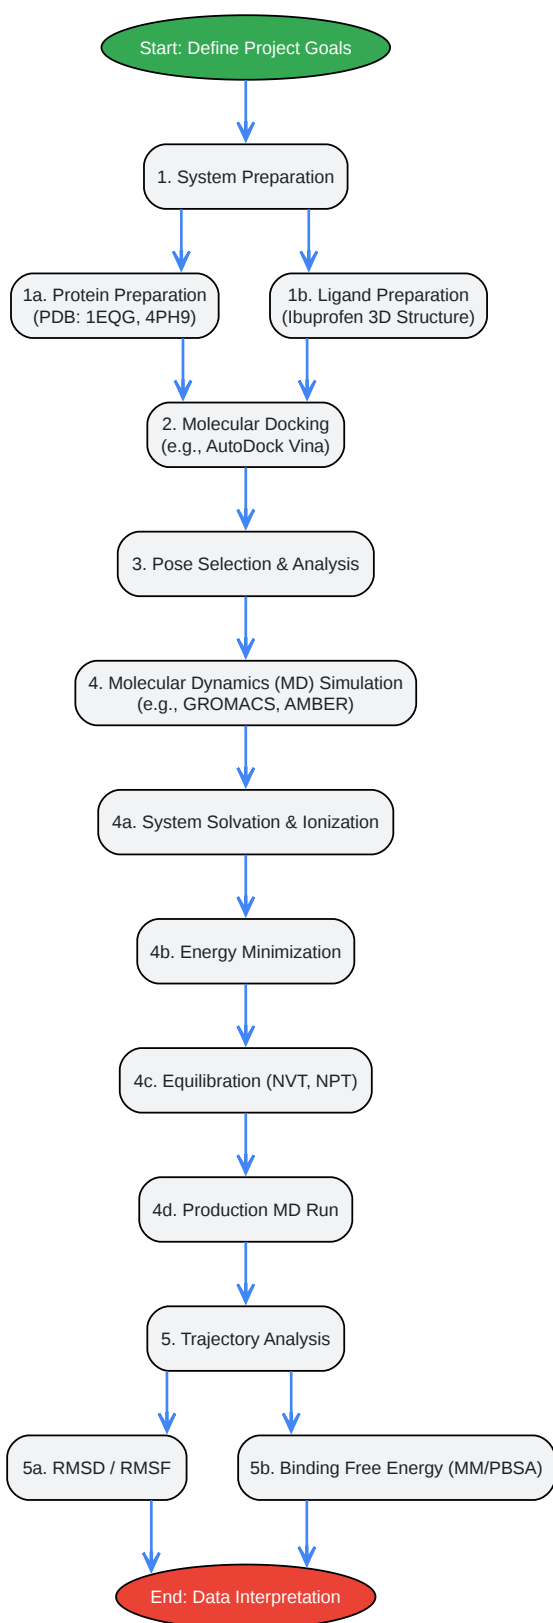 Start: Define Project Goals
1. System Preparation
1a. Protein Preparation
(PDB: 1EQG, 4PH9)
1b. Ligand Preparation
(Ibuprofen 3D Structure)
2. Molecular Docking
(e.g., AutoDock Vina)
3. Pose Selection & Analysis
4. Molecular Dynamics (MD) Simulation
(e.g., GROMACS, AMBER)
4a. System Solvation & Ionization
4b. Energy Minimization
4c. Equilibration (NVT, NPT)
4d. Production MD Run
5. Trajectory Analysis
5a. RMSD / RMSF
5b. Binding Free Energy (MM/PBSA)
End: Data Interpretation